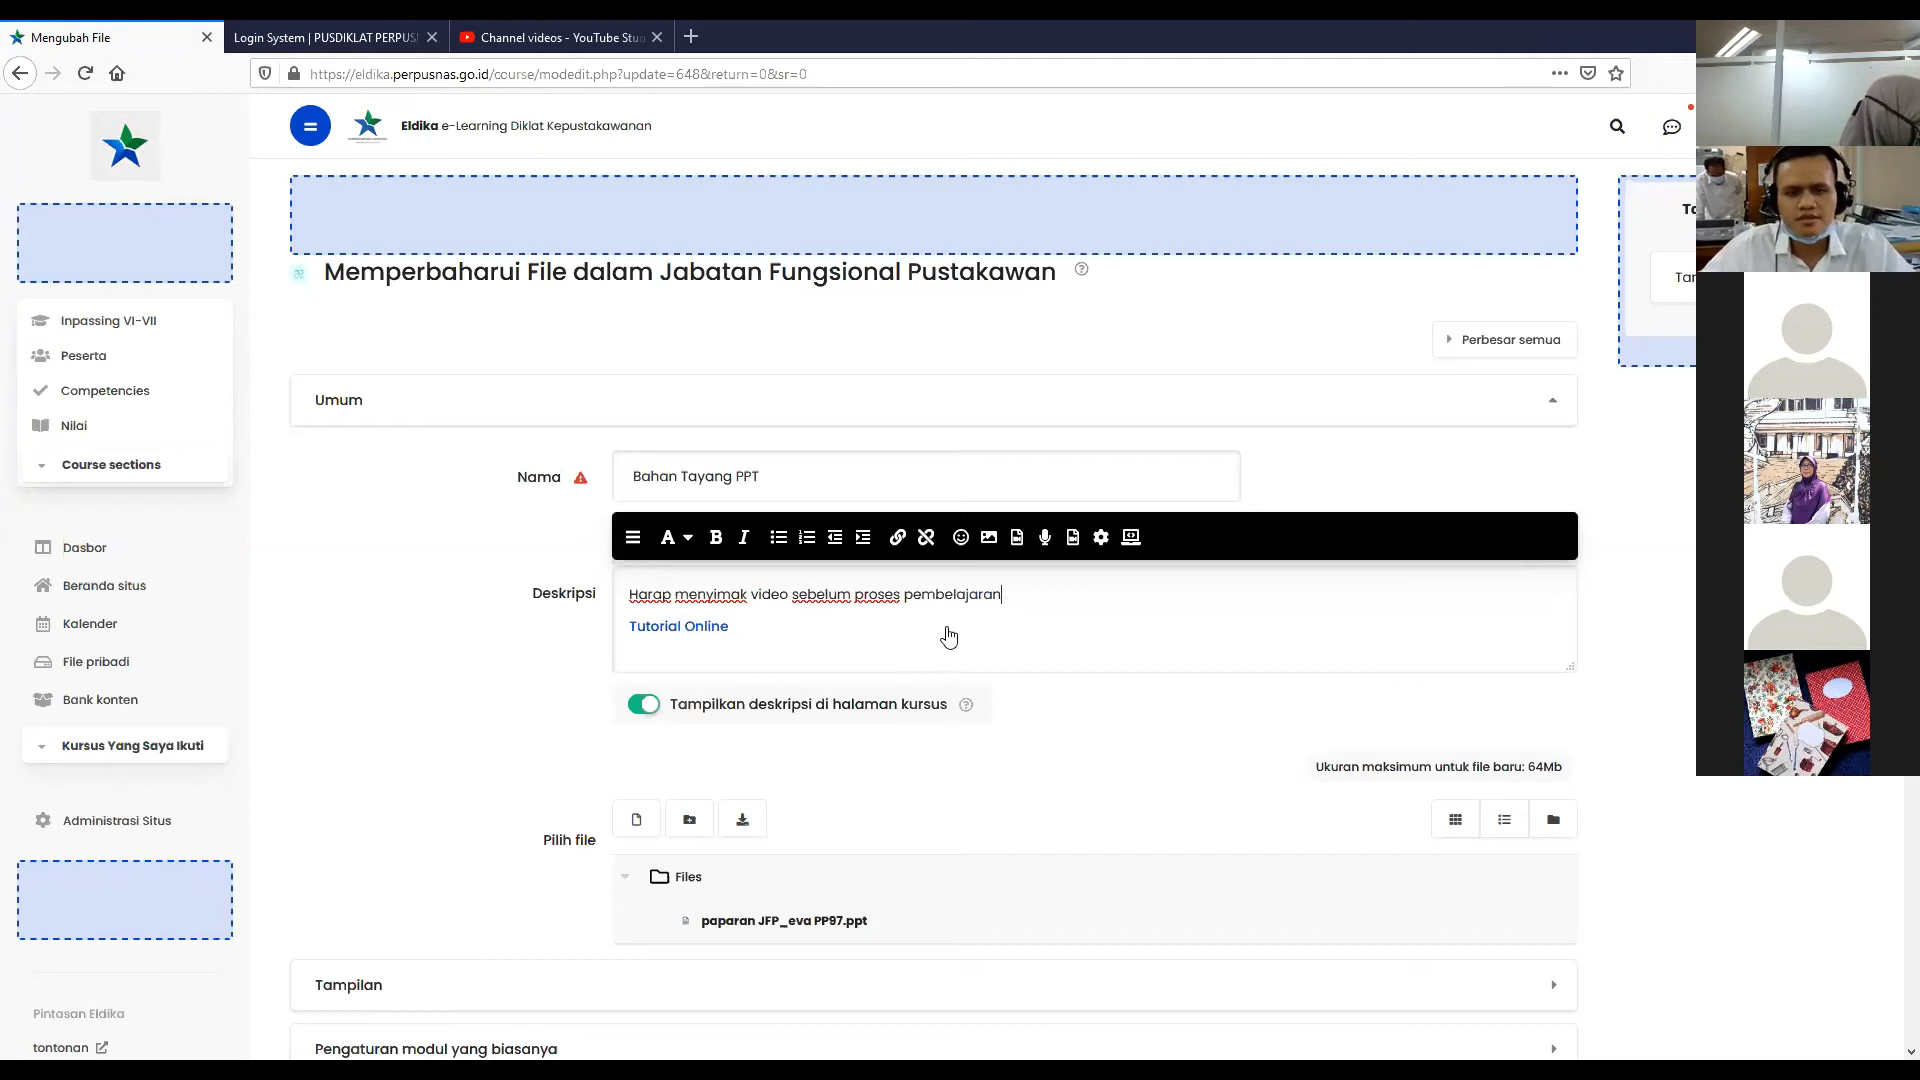 Mengubah File
Login System | PUSDIKLAT PERPUS
Channel videos - YouTube Stu
https://eldika.perpusnas.go.id/course/modedit.php?update=648&return=0&sr=0
Eldika e-Learning Diklat Kepustakawanan
Inpassing VI-VII
Peserta
Competencies
Nilai
Course sections
Dasbor
Beranda situs
Kalender
File pribadi
Bank konten
Kursus Yang Saya Ikuti
Administrasi Situs
Pintasan Eldika
tontonan
Memperbaharui File dalam Jabatan Fungsional Pustakawan
Perbesar semua
Umum
Nama
Bahan Tayang PPT
A
B
I
Deskripsi
Harap menyimak video sebelum proses pembelajaran
Tutorial Online
Tampilkan deskripsi di halaman kursus
Ukuran maksimum untuk file baru: 64Mb
Pilih file
Files
paparan JFP_eva PP97.ppt
Tampilan
Pengaturan modul yang biasanya